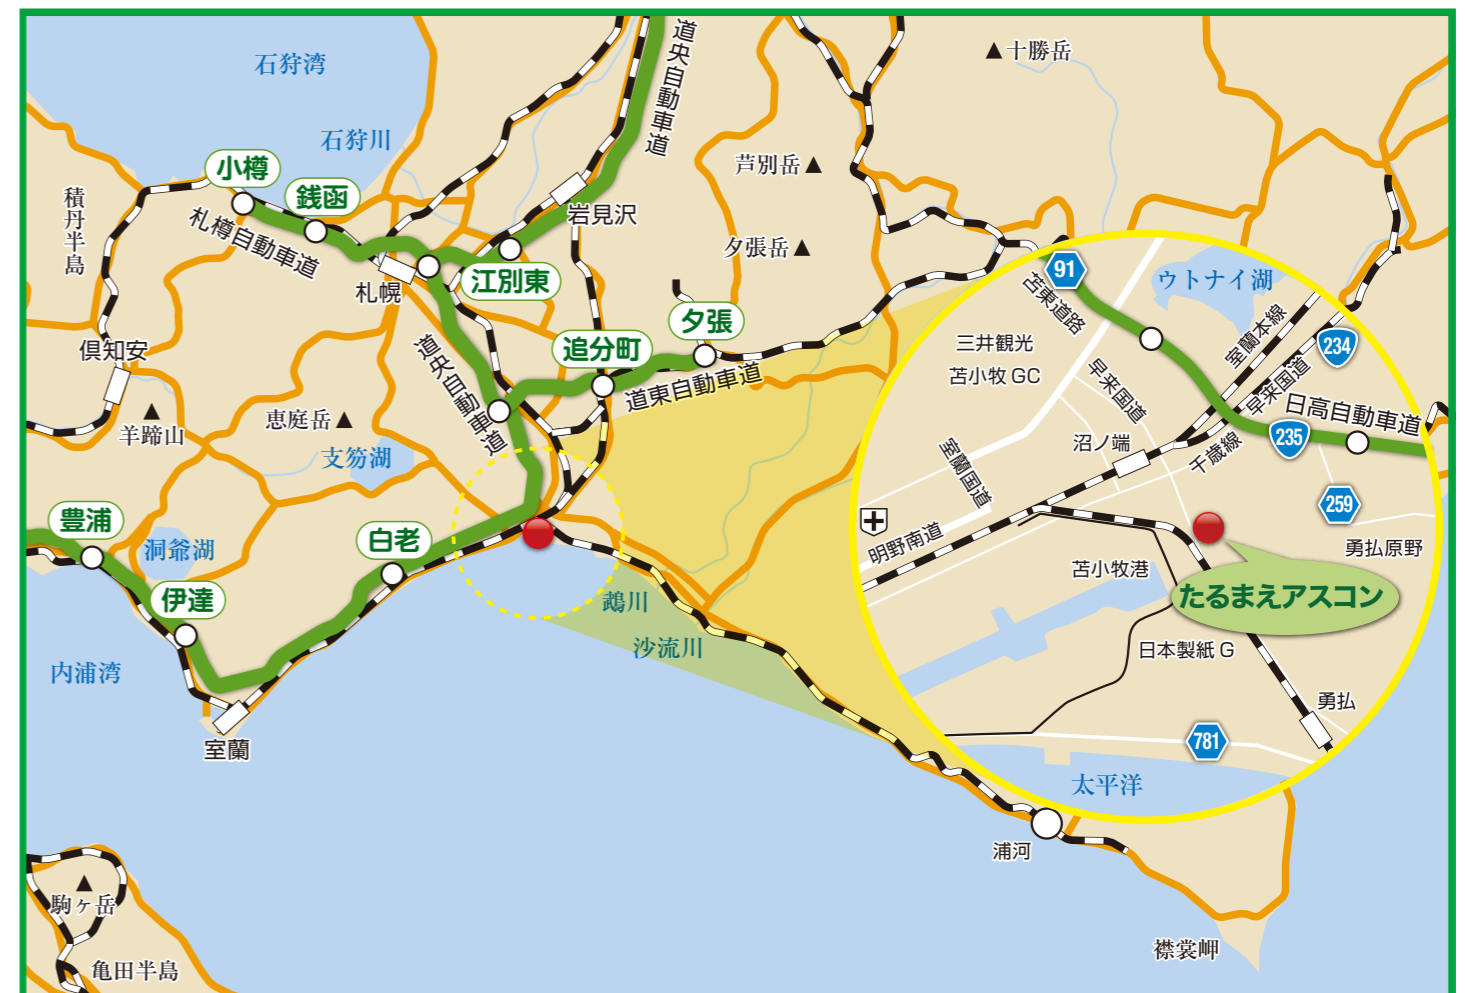 石狩湾
石狩川
小樽
銭函
札樽自動車道
積丹半島
札幌
江別東
岩見沢
道央自動車道
十勝岳
芦別岳
夕張岳
夕張
追分町
道東自動車道
道央自動車道
倶知安
羊蹄山
恵庭岳
支笏湖
豊浦
洞爺湖
伊達
白老
内浦湾
室蘭
鵡川
沙流川
浦河
襟裳岬
駒ヶ岳
亀田半島
91
苫東道路
ウトナイ湖
三井観光
苫小牧 GC
早来国道
室蘭本線
234
早来国道
日高自動車道
235
沼ノ端
千歳線
室蘭国道
259
明野南道
勇払原野
苫小牧港
たるまえアスコン
日本製紙 G
勇払
781
太平洋